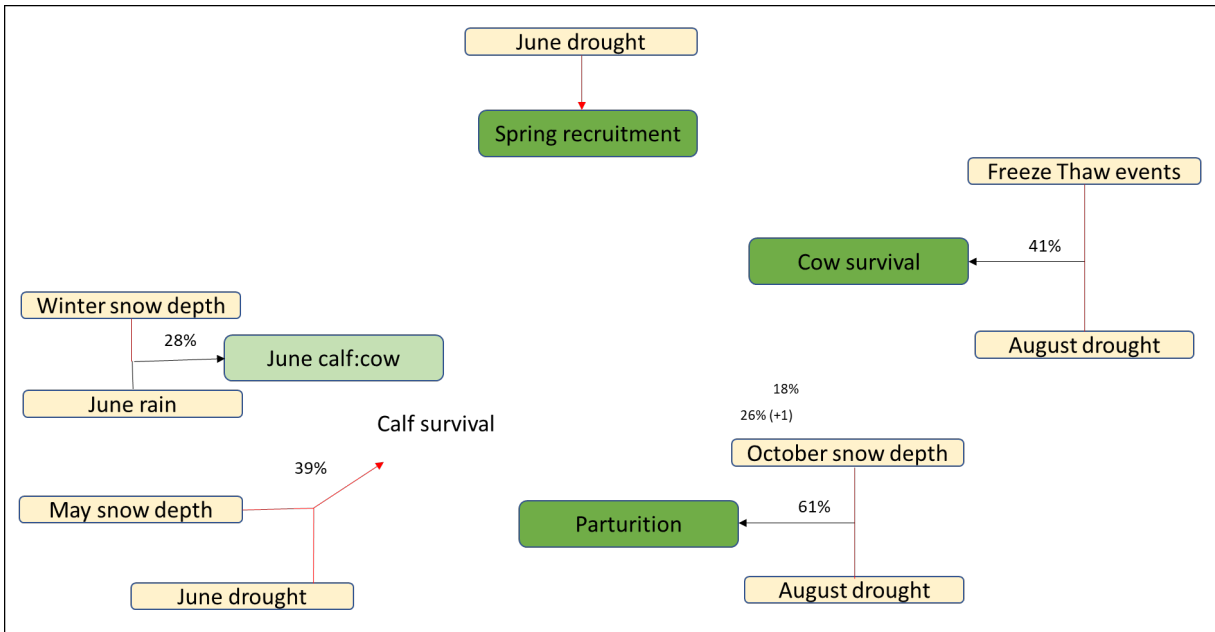 June drought
Spring recruitment
Freeze Thaw events
41%
Cow survival
August drought
Winter snow depth
28%
June calf:cow
June rain
Calf survival
39%
May snow depth
June drought
18%
26% (+1)
October snow depth
61%
Parturition
August drought